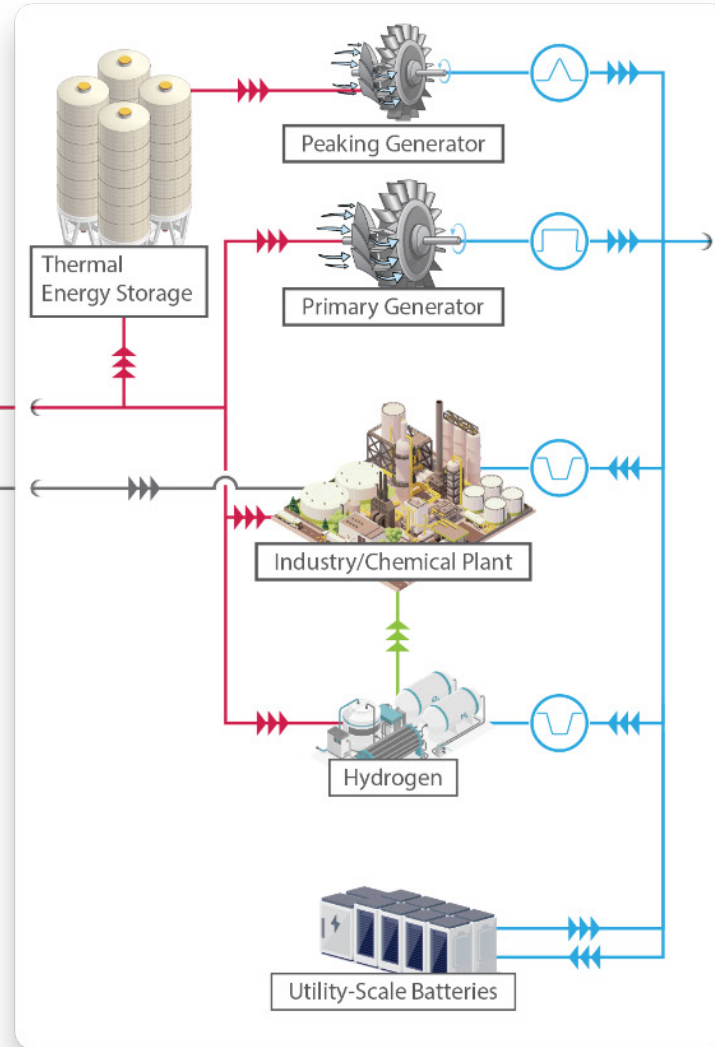 Peaking Generator
Thermal
Energy Storage
Primary Generator
Industry/Chemical Plant
Hydrogen
Utility-Scale Batteries